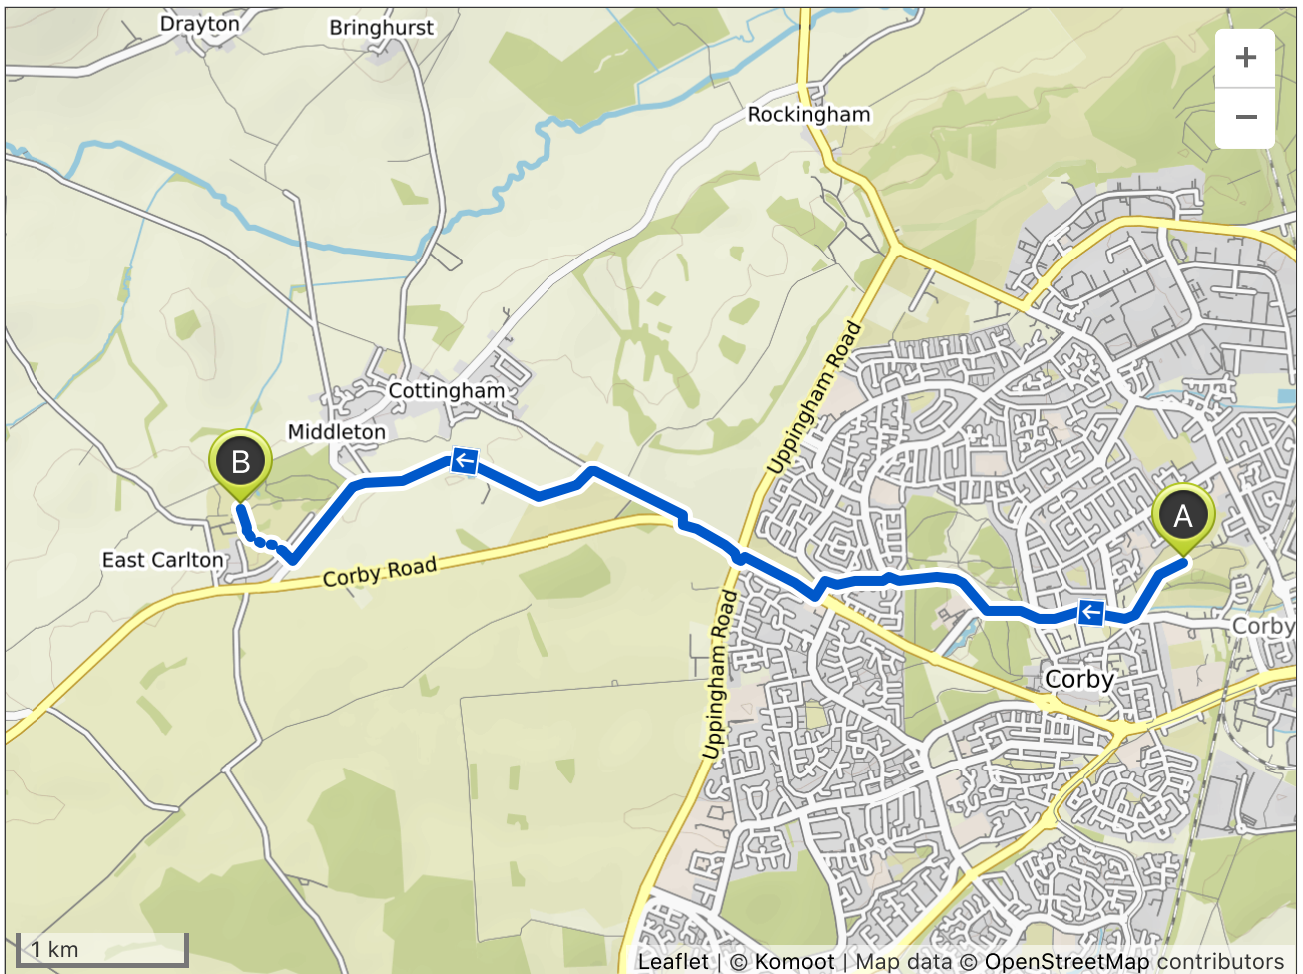 Drayton
Bringhurst
+
−
Rockingham
Uppingham Road
Cottingham
Middleton
B
A
East Carlton
Corby Road
Uppingham Road
Corby
Corby
1 km
Leaflet | © Komoot | Map data © OpenStreetMap contributors